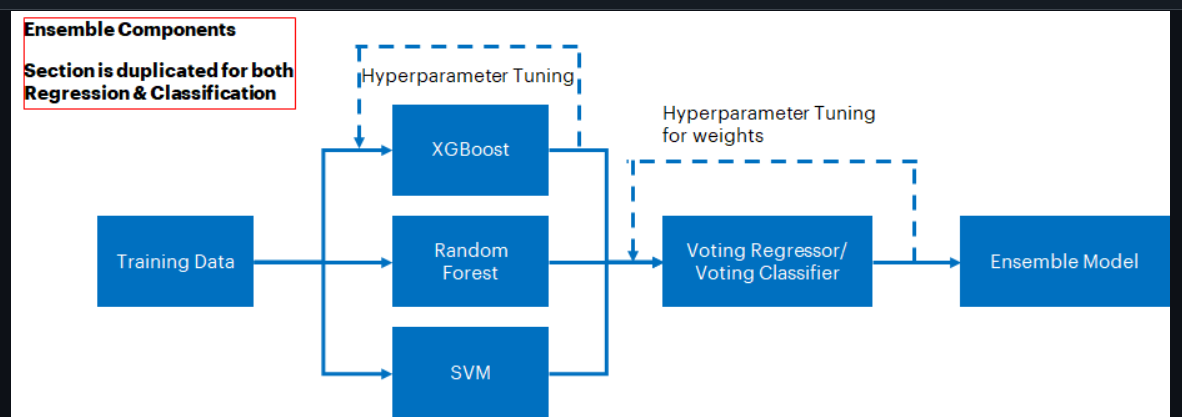 Ensemble Components
Section is duplicated for both
Regression & Classification
Hyperparameter Tuning
Hyperparameter Tuning
for weights
XGBoost
Training Data
Random
Forest
Voting Regressor/
Voting Classifier
Ensemble Model
SVM